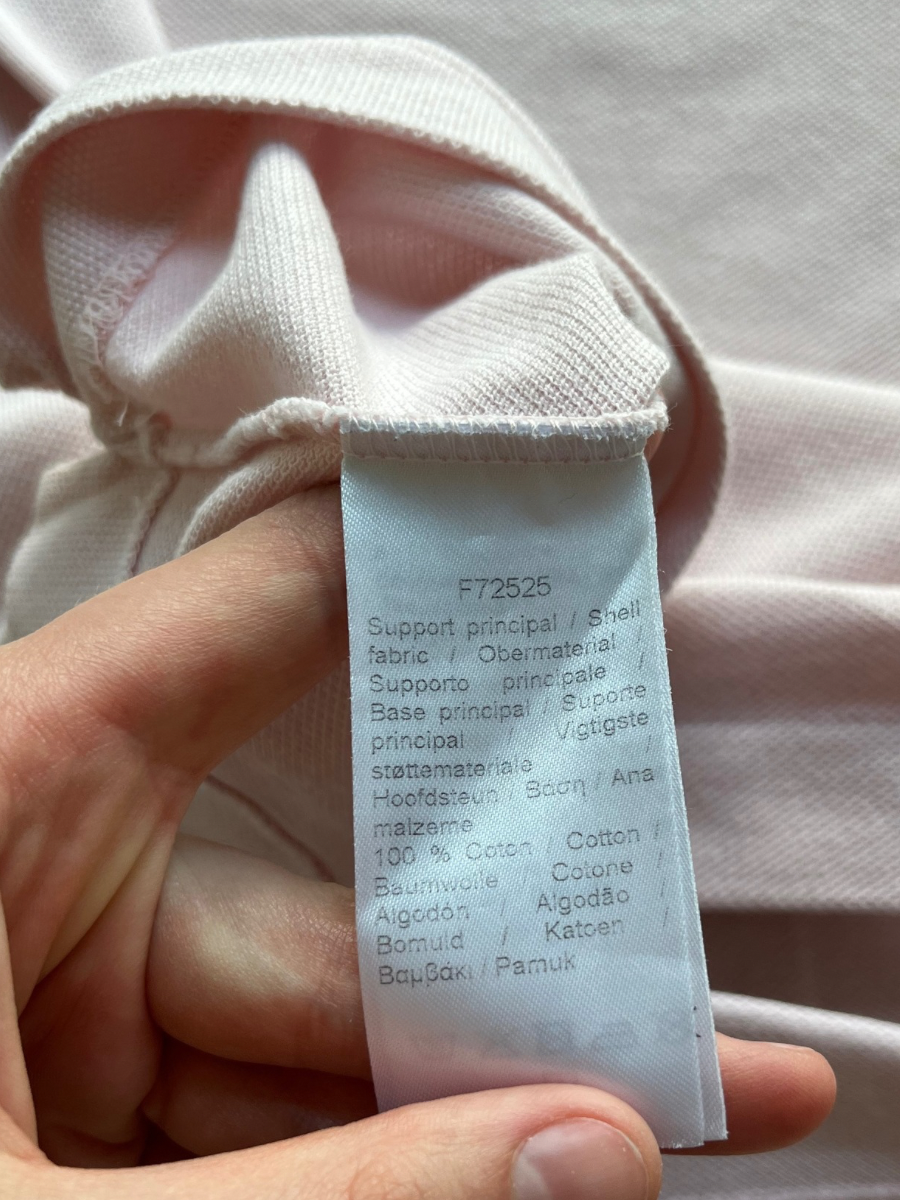 F72525
Support principal / Shell
fabric / Obermaterial /
Supporto principale /
Base principal / Suporte
principal / Vigtigste
støttemateriale /
Hoofdsteun / Βάση / Ana
malzeme
100 % Coton / Cotton /
Baumwolle / Cotone /
Algodón / Algodão /
Bomuld / Katoen /
Βαμβάκι / Pamuk